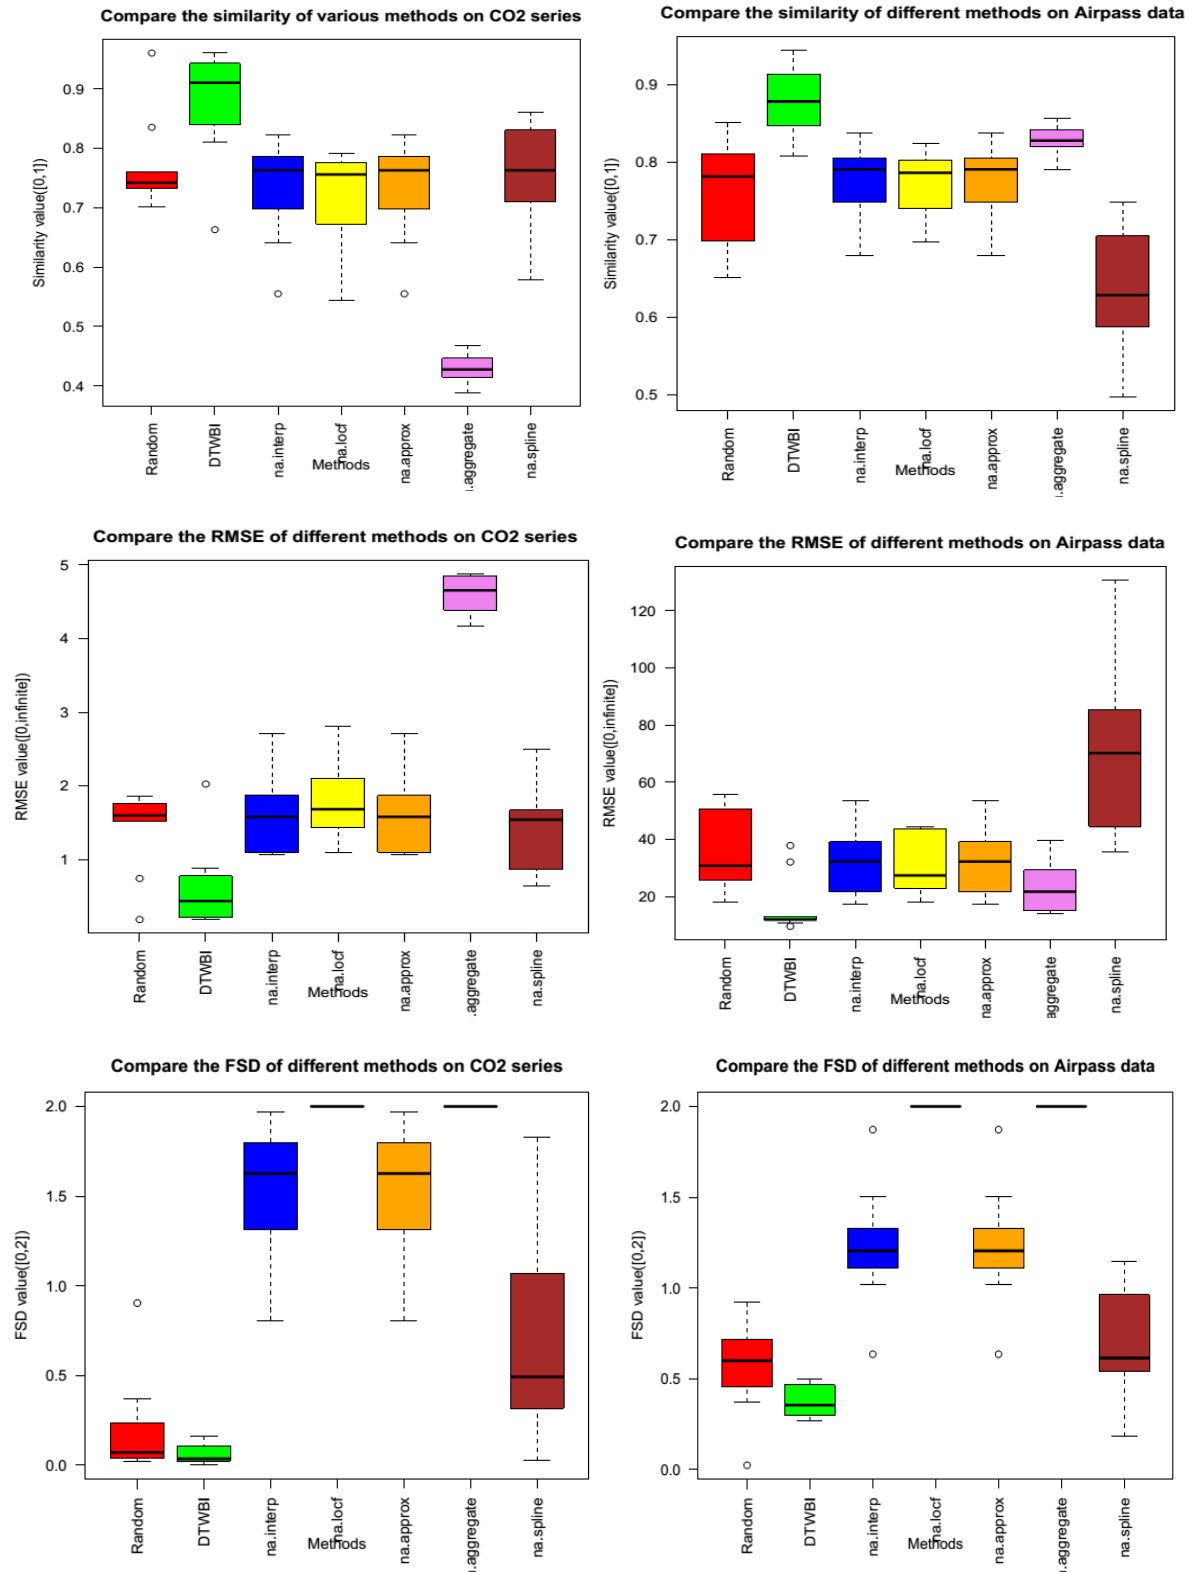 Compare the similarity of various methods on CO2 series
Similarity value([0,1])
0.9
0.8
0.7
0.6
0.5
0.4
Random
DTWBI
na.interp
na.locf
na.approx
ı.aggregate
na.spline
Methods
Compare the similarity of different methods on Airpass data
Similarity value([0,1])
0.9
0.8
0.7
0.6
0.5
Random
DTWBI
na.interp
na.locf
na.approx
ı.aggregate
na.spline
Methods
Compare the RMSE of different methods on CO2 series
RMSE value([0,infinite])
5
4
3
2
1
Random
DTWBI
na.interp
na.locf
na.approx
.aggregate
na.spline
Methods
Compare the RMSE of different methods on Airpass data
RMSE value([0,infinite])
120
100
80
60
40
20
Random
DTWBI
na.interp
na.locf
na.approx
aggregate
na.spline
Methods
Compare the FSD of different methods on CO2 series
FSD value([0,2])
2.0
1.5
1.0
0.5
0.0
Random
DTWBI
na.interp
na.locf
na.approx
ı.aggregate
na.spline
Methods
Compare the FSD of different methods on Airpass data
FSD value([0,2])
2.0
1.5
1.0
0.5
0.0
Random
DTWBI
na.interp
na.locf
na.approx
ı.aggregate
na.spline
Methods